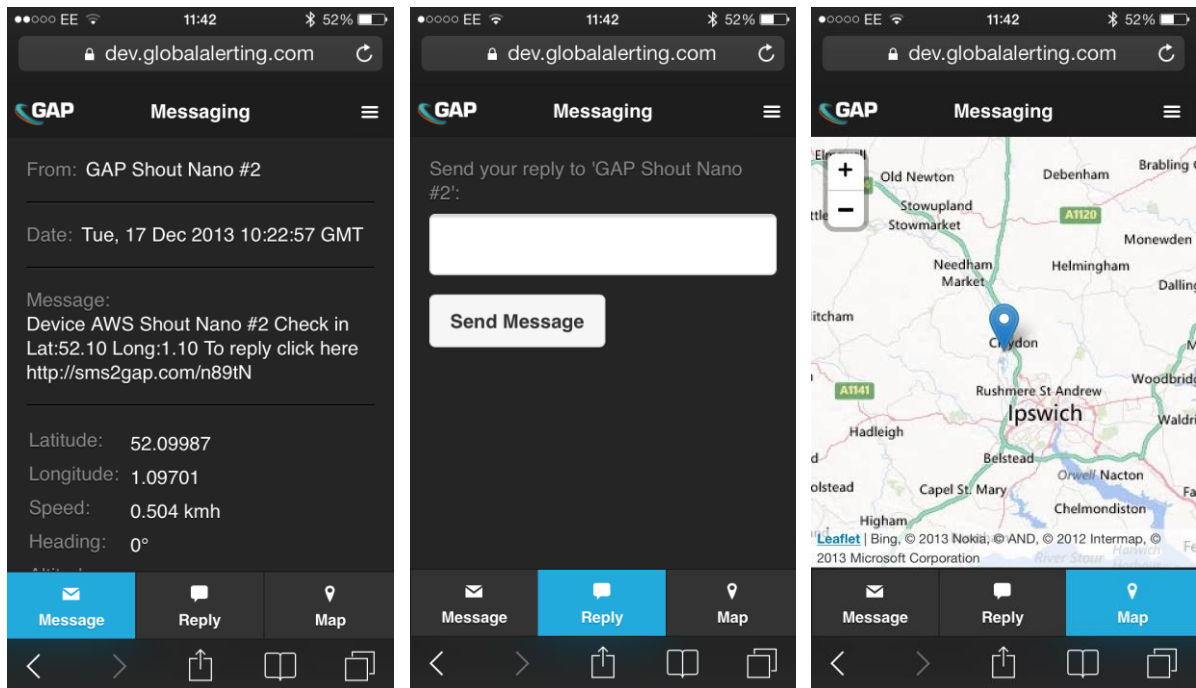 EE 11:42 52%
dev.globalalerting.com
GAP Messaging
From: GAP Shout Nano #2
Date: Tue, 17 Dec 2013 10:22:57 GMT
Message:
Device AWS Shout Nano #2 Check in
Lat:52.10 Long:1.10 To reply click here
http://sms2gap.com/n89tN
Latitude: 52.09987
Longitude: 1.09701
Speed: 0.504 kmh
Heading: 0°
Message Reply Map
EE 11:42 52%
dev.globalalerting.com
GAP Messaging
Send your reply to 'GAP Shout Nano
#2':
Send Message
Message Reply Map
EE 11:42 52%
dev.globalalerting.com
GAP Messaging
+
−
Old Newton
Debenham
Brabling
Stowupland
A1120
Stowmarket
Monewden
Needham
Market
Helmingham
Dalling
itcham
Rushmere St Andrew
Woodbridg
A1141
Ipswich
Waldri
Hadleigh
Belstead
Orwell Nacton
olstead
Capel St. Mary
Chelmondiston
Higham
Leaflet | Bing, © 2013 Nokia, © AND, © 2012 Intermap, ©
2013 Microsoft Corporation
River Stour Harwich
Message Reply Map